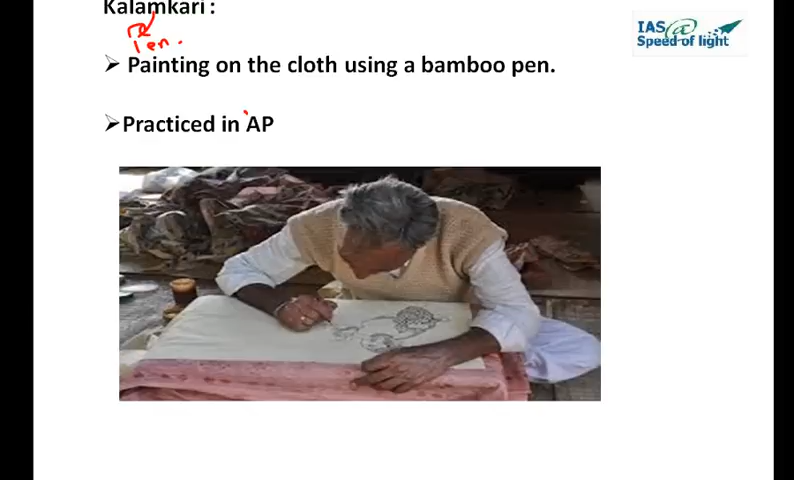 Kalamkari :
IAS@
Speed of light
Pen.
➢ Painting on the cloth using a bamboo pen.
➢Practiced in AP